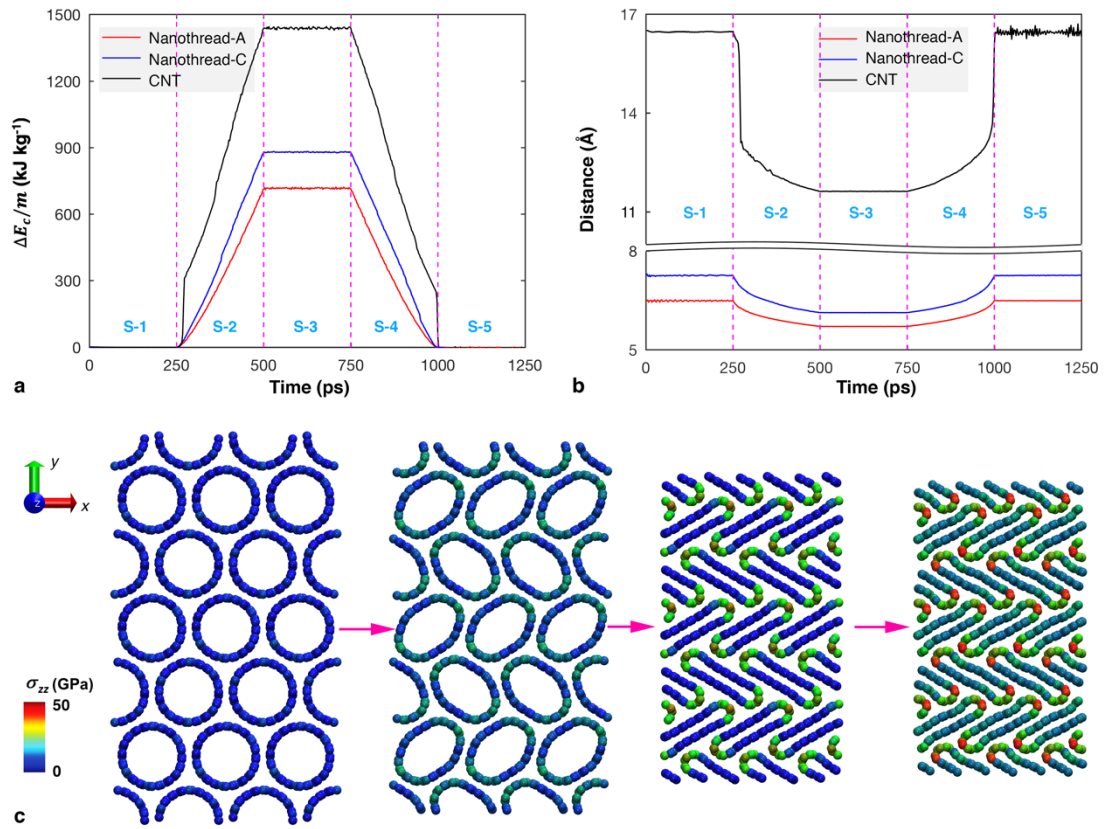 1500
1200
900
600
300
0
ΔE_c/m (kJ kg⁻¹)
Nanothread-A
Nanothread-C
CNT
S-1 S-2 S-3 S-4 S-5
0 250 500 750 1000 1250
Time (ps)
a
17
14
11
8
5
Distance (Å)
Nanothread-A
Nanothread-C
CNT
S-1 S-2 S-3 S-4 S-5
0 250 500 750 1000 1250
Time (ps)
b
y
z
x
σ_zz (GPa)
50
0
c